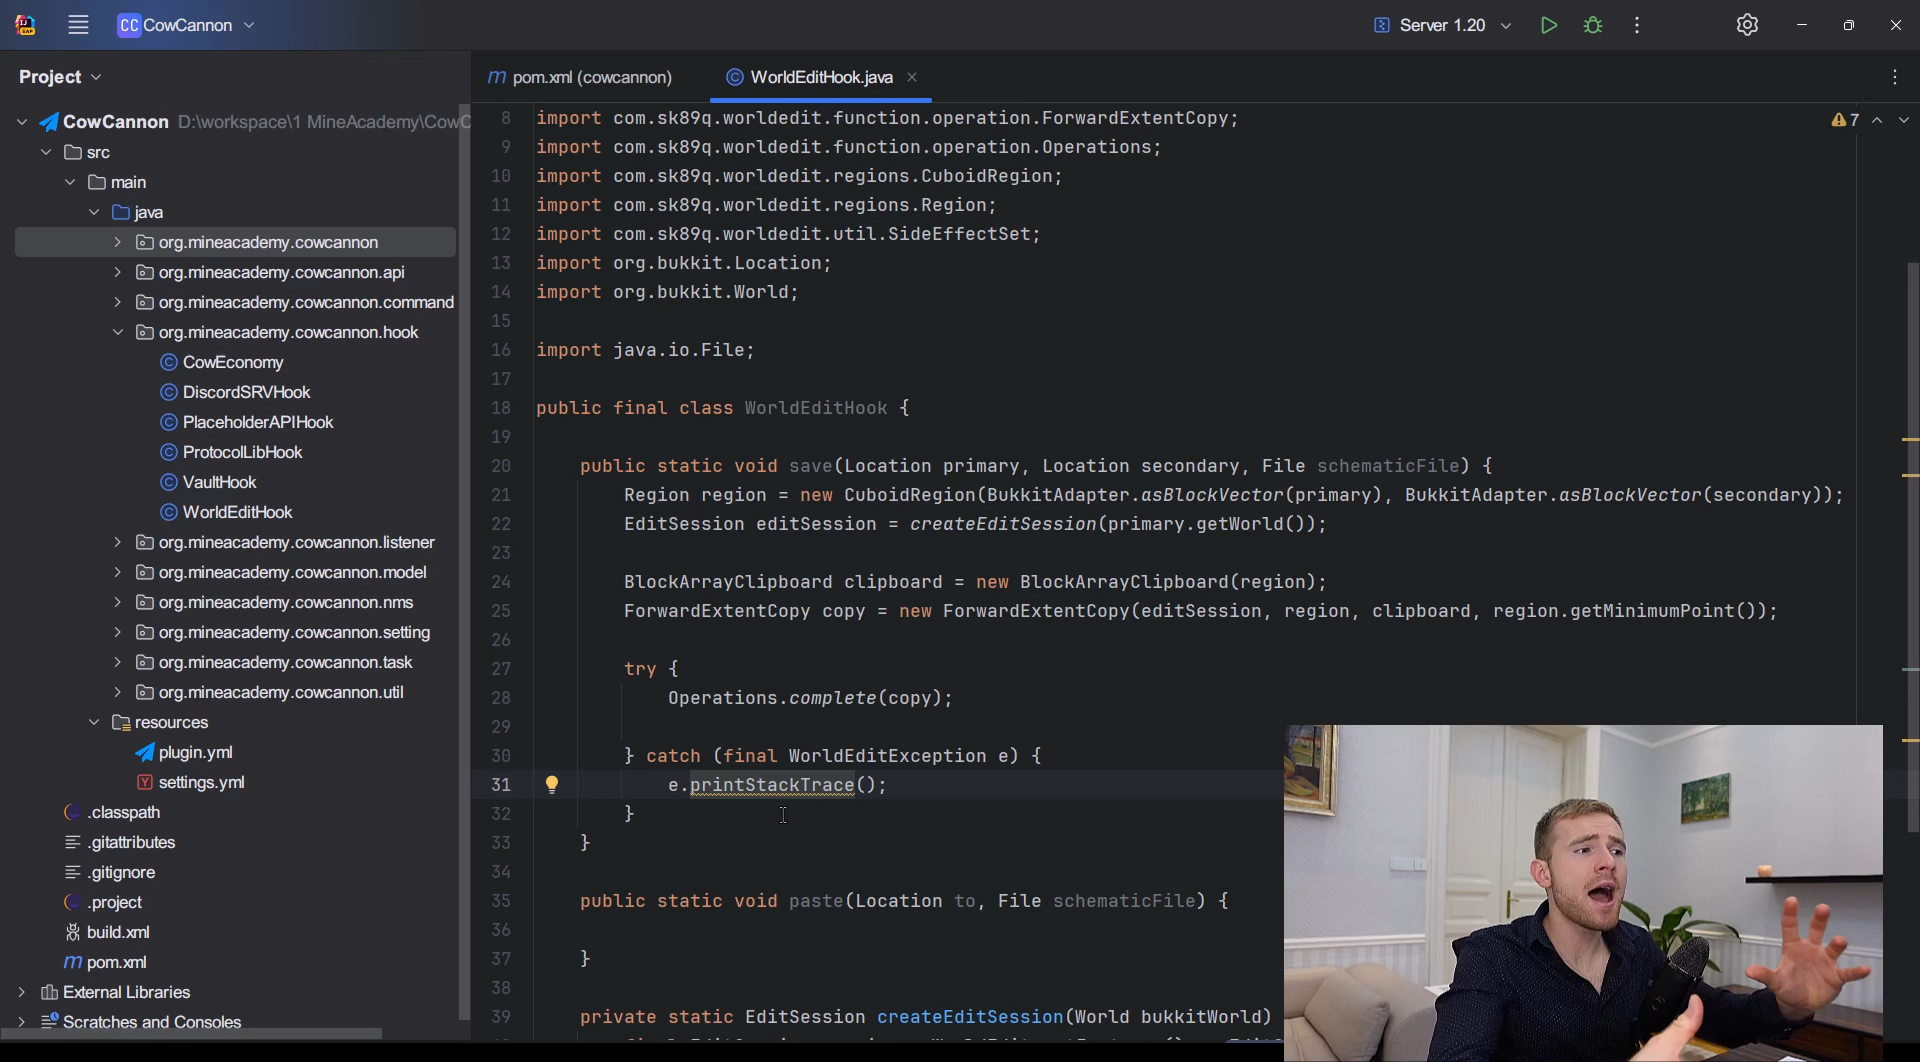 CC CowCannon
Server 1.20
Project
pom.xml (cowcannon)
WorldEditHook.java
CowCannon D:\workspace\1 MineAcademy\CowC
src
main
java
org.mineacademy.cowcannon
org.mineacademy.cowcannon.api
org.mineacademy.cowcannon.command
org.mineacademy.cowcannon.hook
CowEconomy
DiscordSRVHook
PlaceholderAPIHook
ProtocolLibHook
VaultHook
WorldEditHook
org.mineacademy.cowcannon.listener
org.mineacademy.cowcannon.model
org.mineacademy.cowcannon.nms
org.mineacademy.cowcannon.setting
org.mineacademy.cowcannon.task
org.mineacademy.cowcannon.util
resources
plugin.yml
settings.yml
.classpath
.gitattributes
.gitignore
.project
build.xml
pom.xml
External Libraries
Scratches and Consoles
7
8 import com.sk89q.worldedit.function.operation.ForwardExtentCopy;
9 import com.sk89q.worldedit.function.operation.Operations;
10 import com.sk89q.worldedit.regions.CuboidRegion;
11 import com.sk89q.worldedit.regions.Region;
12 import com.sk89q.worldedit.util.SideEffectSet;
13 import org.bukkit.Location;
14 import org.bukkit.World;
15
16 import java.io.File;
17
18 public final class WorldEditHook {
19
20 public static void save(Location primary, Location secondary, File schematicFile) {
21 Region region = new CuboidRegion(BukkitAdapter.asBlockVector(primary), BukkitAdapter.asBlockVector(secondary));
22 EditSession editSession = createEditSession(primary.getWorld());
23
24 BlockArrayClipboard clipboard = new BlockArrayClipboard(region);
25 ForwardExtentCopy copy = new ForwardExtentCopy(editSession, region, clipboard, region.getMinimumPoint());
26
27 try {
28 Operations.complete(copy);
29
30 } catch (final WorldEditException e) {
31 e.printStackTrace();
32 }
33 }
34
35 public static void paste(Location to, File schematicFile) {
36
37 }
38
39 private static EditSession createEditSession(World bukkitWorld)